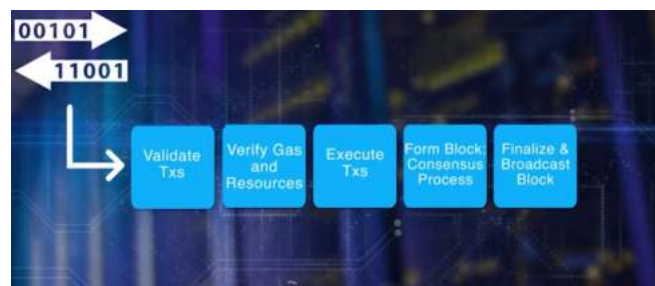 00101
11001
Validate
Txs
Verify Gas
and
Resources
Execute
Txs
Form Block:
Consensus
Process
Finalize &
Broadcast
Block